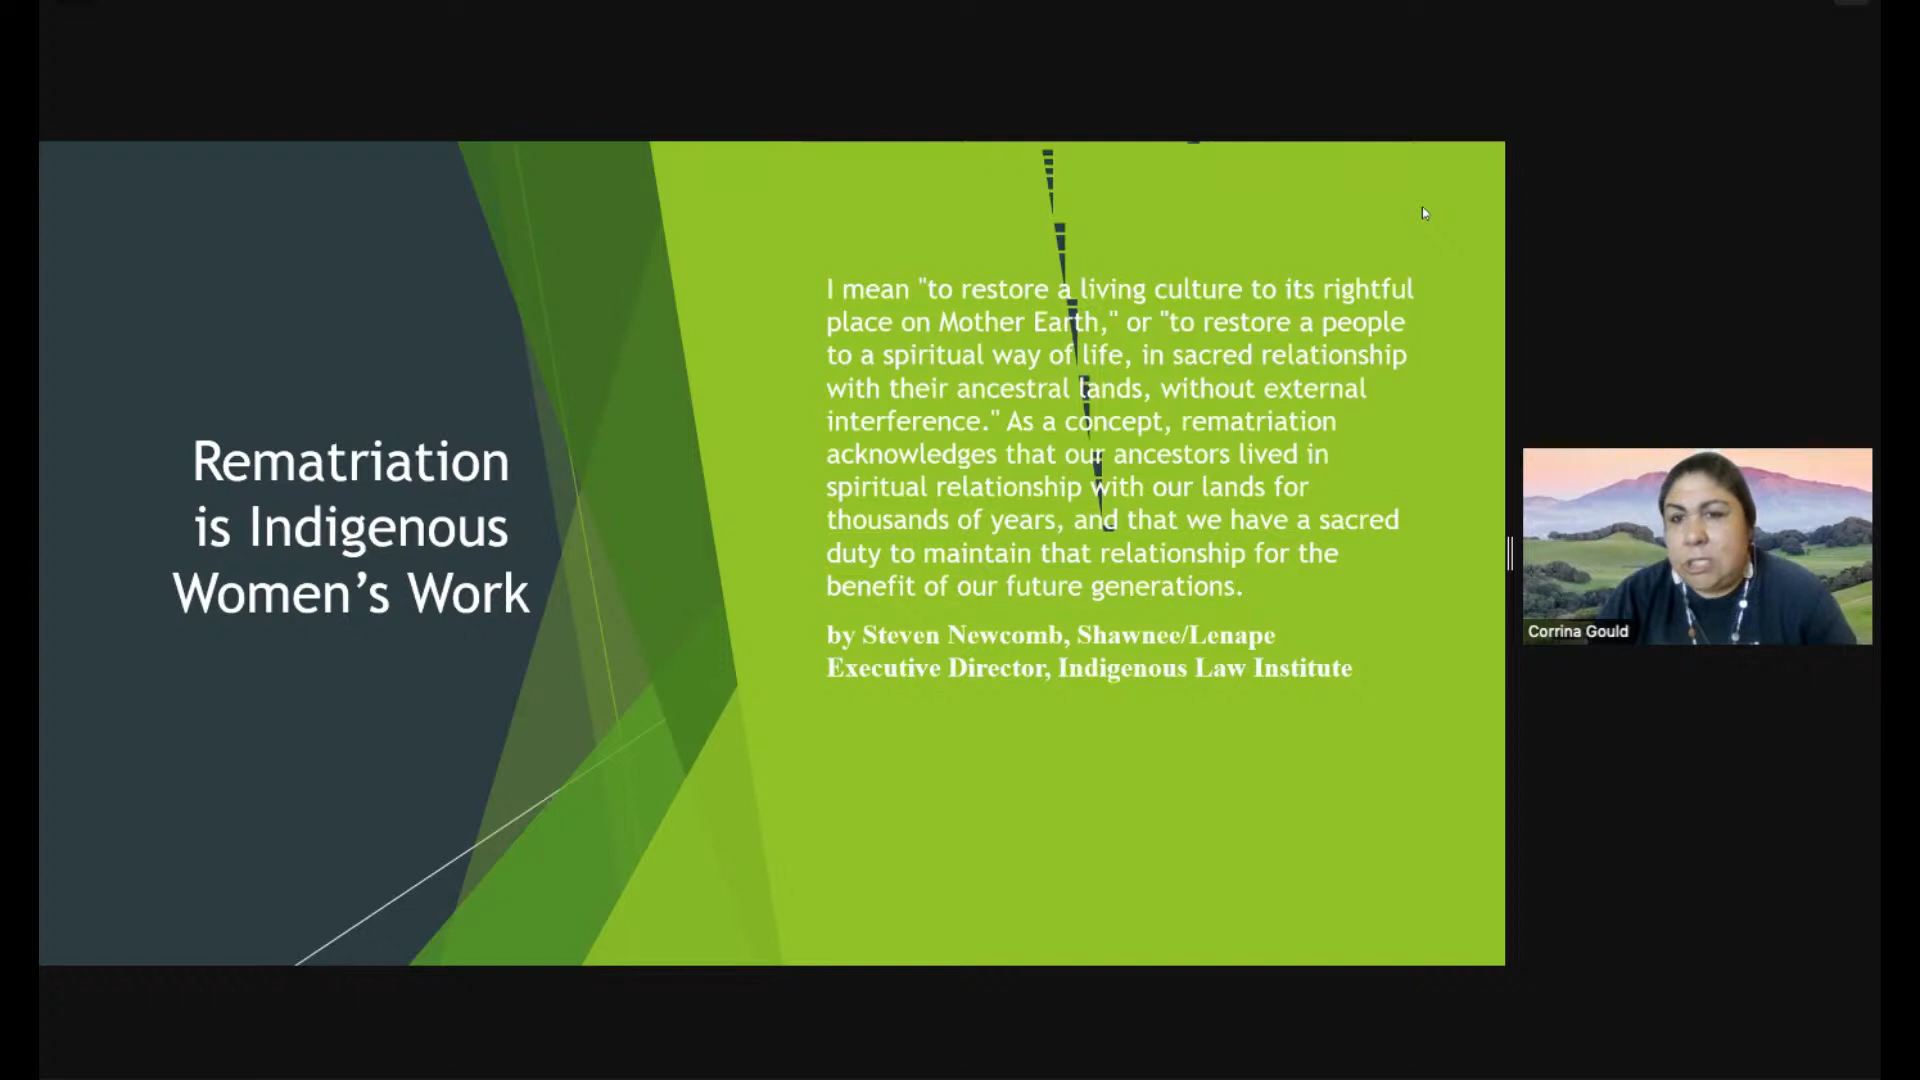 Rematriation
is Indigenous
Women’s Work
I mean "to restore a living culture to its rightful
place on Mother Earth," or "to restore a people
to a spiritual way of life, in sacred relationship
with their ancestral lands, without external
interference." As a concept, rematriation
acknowledges that our ancestors lived in
spiritual relationship with our lands for
thousands of years, and that we have a sacred
duty to maintain that relationship for the
benefit of our future generations.
by Steven Newcomb, Shawnee/Lenape
Executive Director, Indigenous Law Institute
Corrina Gould